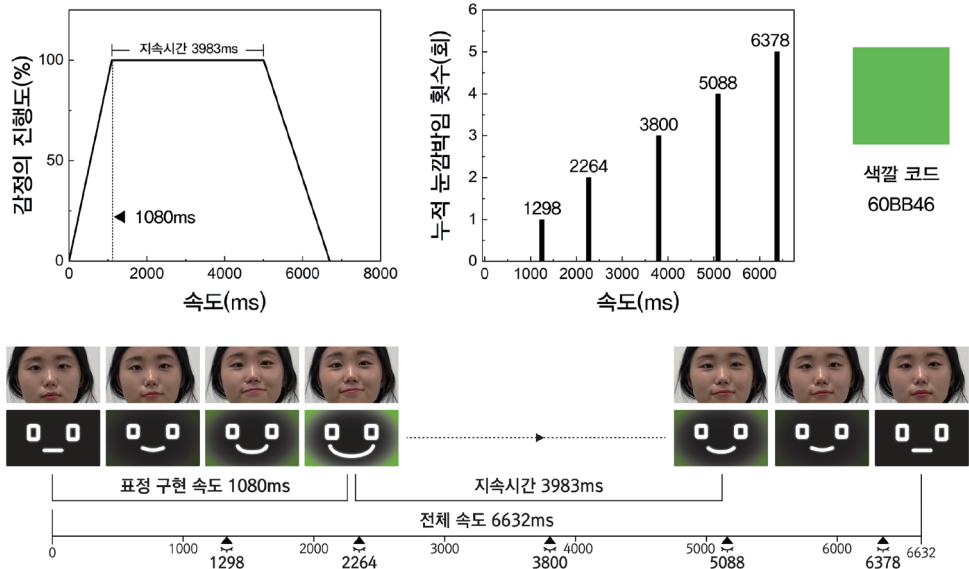 감정의 진행도(%)
100
50
0
지속시간 3983ms
1080ms
0 2000 4000 6000 8000
속도(ms)
누적 눈깜박임 횟수(회)
6
5
4
3
2
1
0
1298
2264
3800
5088
6378
0 1000 2000 3000 4000 5000 6000
속도(ms)
색깔 코드
60BB46
표정 구현 속도 1080ms
지속시간 3983ms
전체 속도 6632ms
0 1000 2000 3000 4000 5000 6000 6632
1298 2264 3800 5088 6378